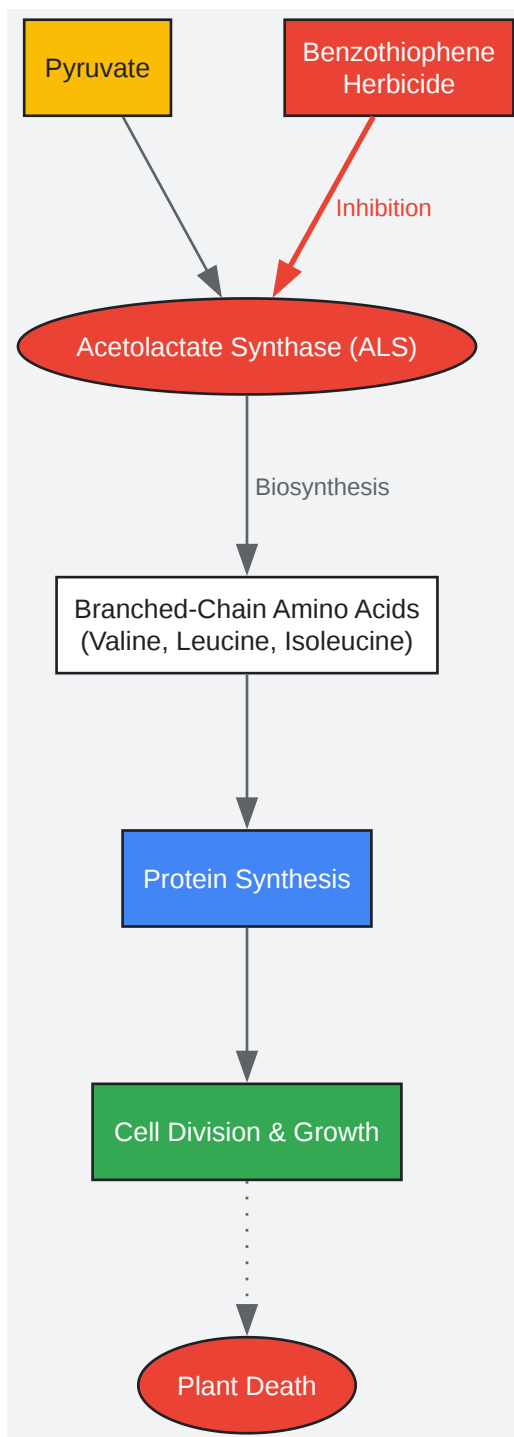 Pyruvate
Benzothiophene
Herbicide
Inhibition
Acetolactate Synthase (ALS)
Biosynthesis
Branched-Chain Amino Acids
(Valine, Leucine, Isoleucine)
Protein Synthesis
Cell Division & Growth
Plant Death